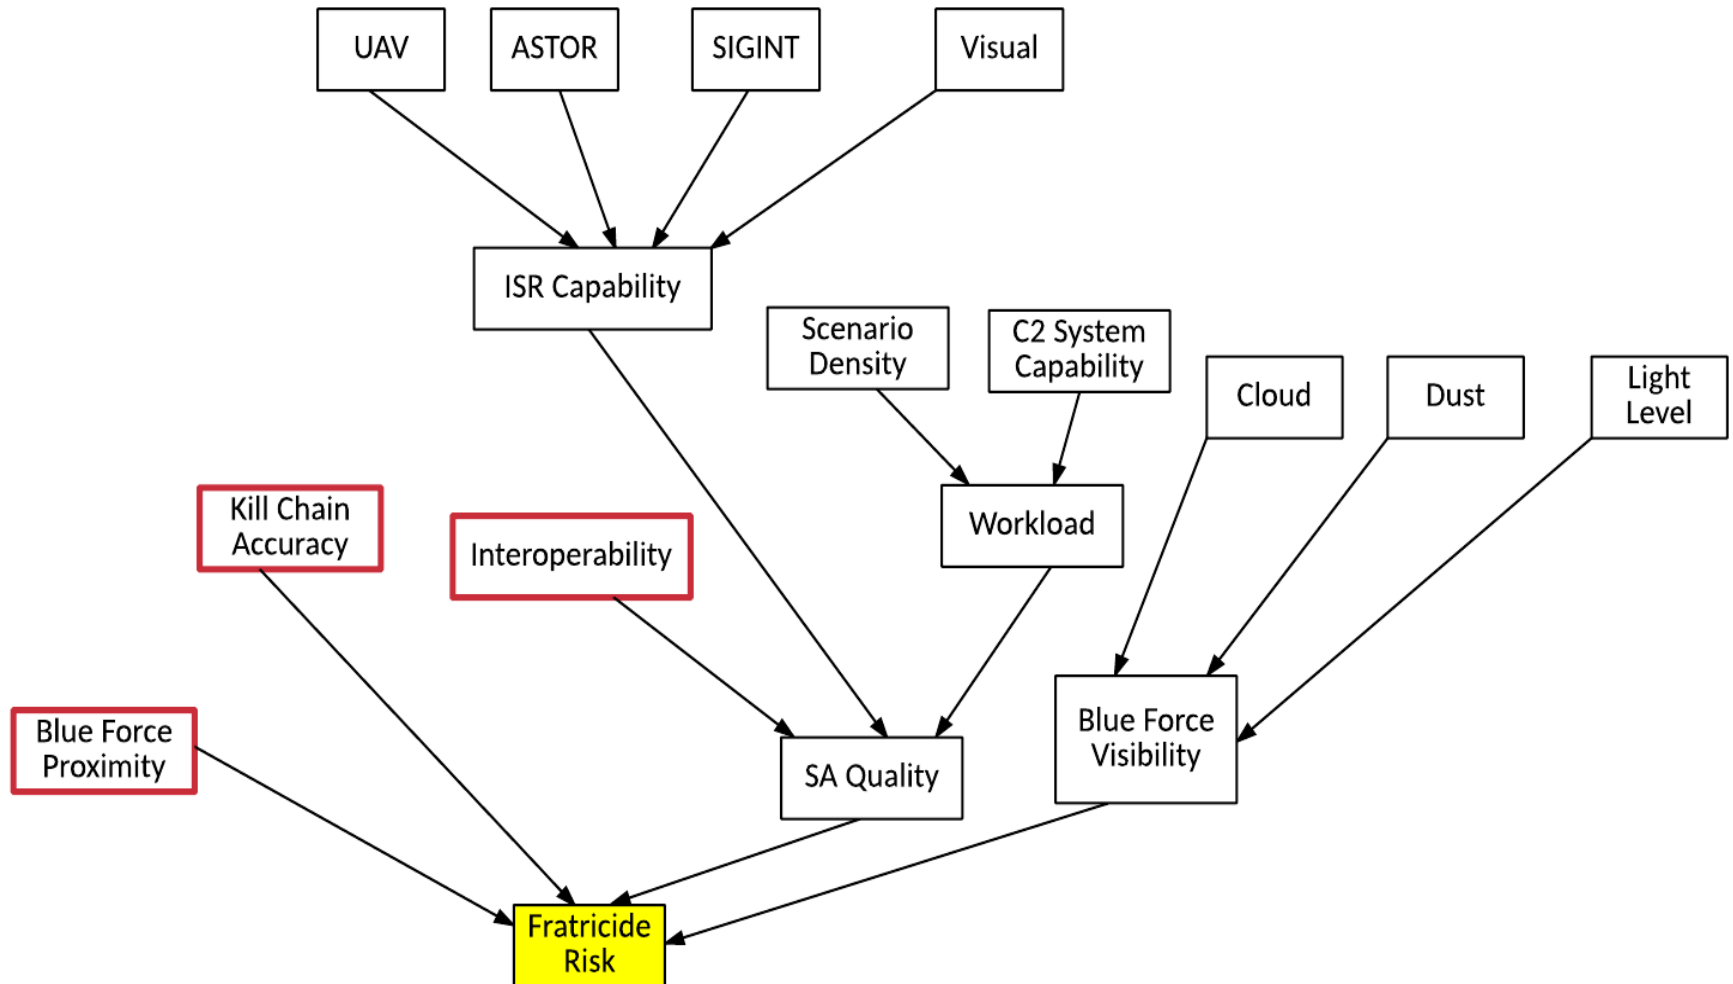 UAV
ASTOR
SIGINT
Visual
ISR Capability
Scenario
Density
C2 System
Capability
Cloud
Dust
Light
Level
Kill Chain
Accuracy
Interoperability
Workload
Blue Force
Proximity
SA Quality
Blue Force
Visibility
Fratricide
Risk